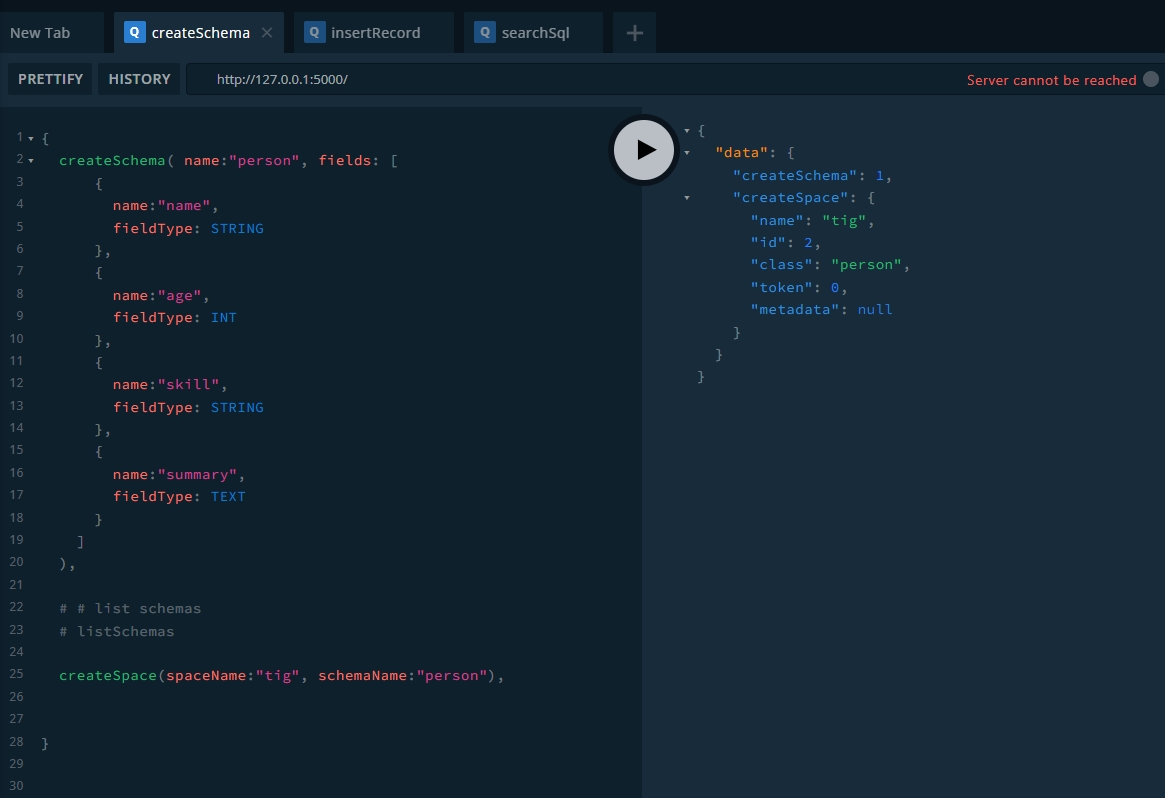 New Tab
Q createSchema ×
Q insertRecord
Q searchSql
+
PRETTIFY HISTORY http://127.0.0.1:5000/ Server cannot be reached
1 {
2 createSchema( name:"person", fields: [
3 {
4 name:"name",
5 fieldType: STRING
6 },
7 {
8 name:"age",
9 fieldType: INT
10 },
11 {
12 name:"skill",
13 fieldType: STRING
14 },
15 {
16 name:"summary",
17 fieldType: TEXT
18 }
19 ]
20 ),
21
22 # # list schemas
23 # listSchemas
24
25 createSpace(spaceName:"tig", schemaName:"person"),
26
27
28 }
29
30
{
"data": {
"createSchema": 1,
"createSpace": {
"name": "tig",
"id": 2,
"class": "person",
"token": 0,
"metadata": null
}
}
}